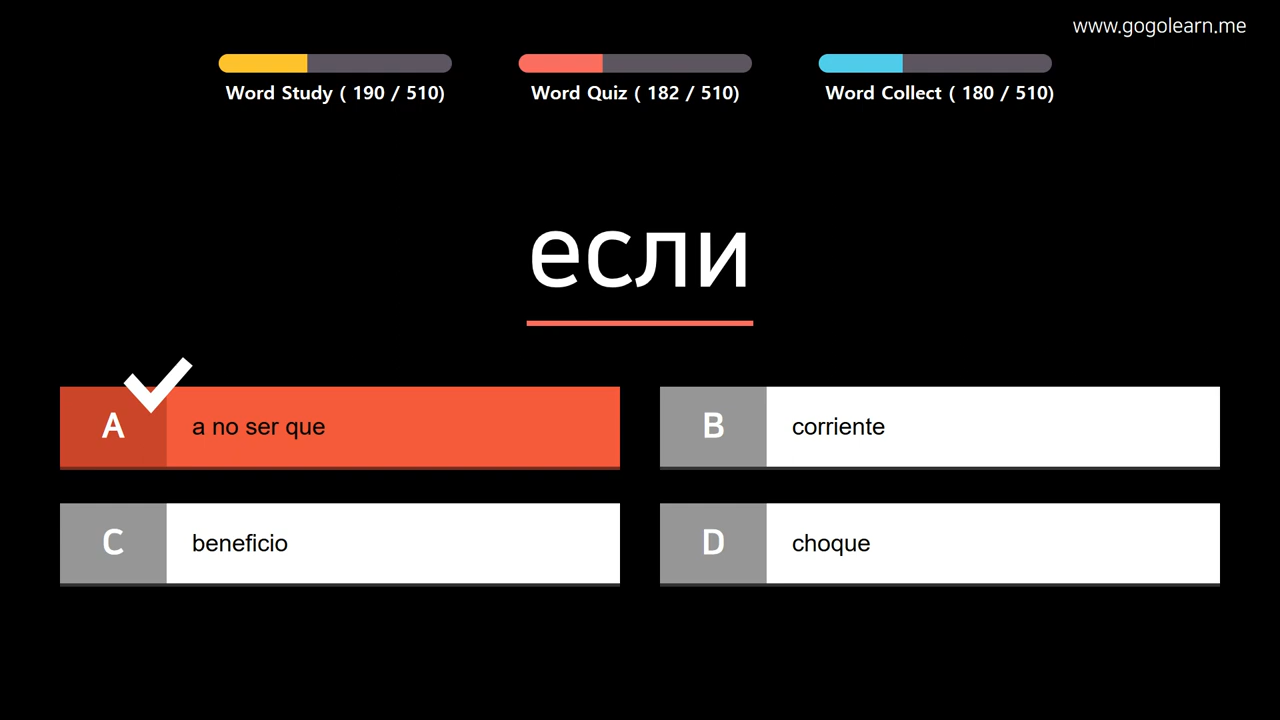 www.gogolearn.me
Word Study ( 190 / 510)
Word Quiz ( 182 / 510)
Word Collect ( 180 / 510)
если
A
a no ser que
B
corriente
C
beneficio
D
choque